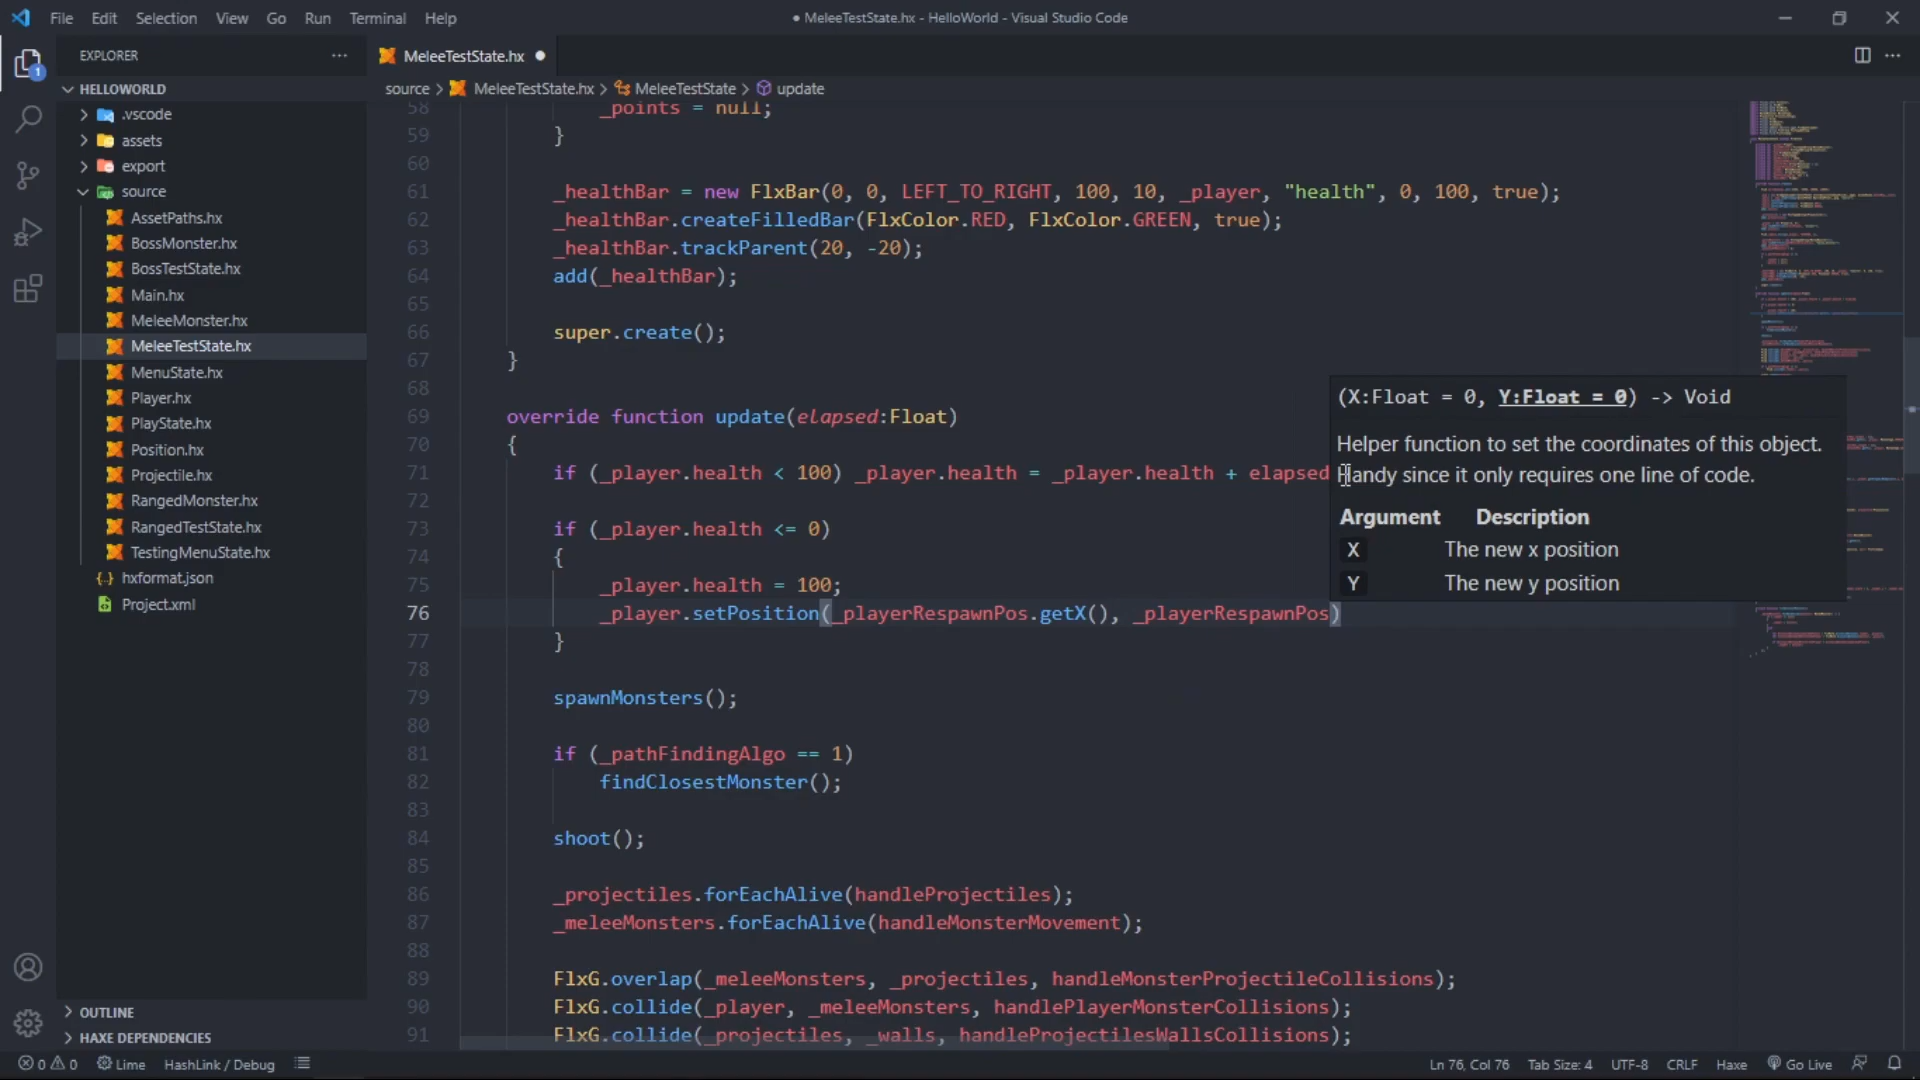 File Edit Selection View Go Run Terminal Help
● MeleeTestState.hx - HelloWorld - Visual Studio Code
EXPLORER
MeleeTestState.hx
HELLOWORLD
source > MeleeTestState.hx > MeleeTestState > update
.vscode
assets
export
source
AssetPaths.hx
BossMonster.hx
BossTestState.hx
Main.hx
MeleeMonster.hx
MeleeTestState.hx
MenuState.hx
Player.hx
PlayState.hx
Position.hx
Projectile.hx
RangedMonster.hx
RangedTestState.hx
TestingMenuState.hx
hxformat.json
Project.xml
OUTLINE
HAXE DEPENDENCIES
1
58 _points = null;
59 }
60
61 _healthBar = new FlxBar(0, 0, LEFT_TO_RIGHT, 100, 10, _player, "health", 0, 100, true);
62 _healthBar.createFilledBar(FlxColor.RED, FlxColor.GREEN, true);
63 _healthBar.trackParent(20, -20);
64 add(_healthBar);
65
66 super.create();
67 }
68
69 override function update(elapsed:Float)
70 {
71 if (_player.health < 100) _player.health = _player.health + elapsed
72
73 if (_player.health <= 0)
74 {
75 _player.health = 100;
76 _player.setPosition(_playerRespawnPos.getX(), _playerRespawnPos)
77 }
78
79 spawnMonsters();
80
81 if (_pathFindingAlgo == 1)
82 findClosestMonster();
83
84 shoot();
85
86 _projectiles.forEachAlive(handleProjectiles);
87 _meleeMonsters.forEachAlive(handleMonsterMovement);
88
89 FlxG.overlap(_meleeMonsters, _projectiles, handleMonsterProjectileCollisions);
90 FlxG.collide(_player, _meleeMonsters, handlePlayerMonsterCollisions);
91 FlxG.collide(_projectiles, _walls, handleProjectilesWallsCollisions);
(X:Float = 0, Y:Float = 0) -> Void
Helper function to set the coordinates of this object.
Handy since it only requires one line of code.
Argument Description
X The new x position
Y The new y position
0 0 Lime HashLink / Debug
Ln 76, Col 76 Tab Size: 4 UTF-8 CRLF Haxe Go Live